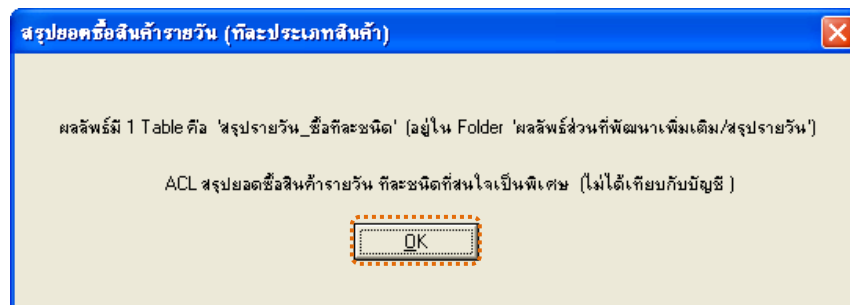 สรุปยอดซื้อสินค้ารายวัน (ทีละประเภทสินค้า)
ผลลัพธ์มี 1 Table คือ 'สรุปรายวัน_ซื้อทีละชนิด' (อยู่ใน Folder 'ผลลัพธ์ส่วนที่พัฒนาเพิ่มเติม/สรุปรายวัน')
ACL สรุปยอดซื้อสินค้ารายวัน ทีละชนิดที่สนใจเป็นพิเศษ (ไม่ได้เทียบกับบัญชี )
OK